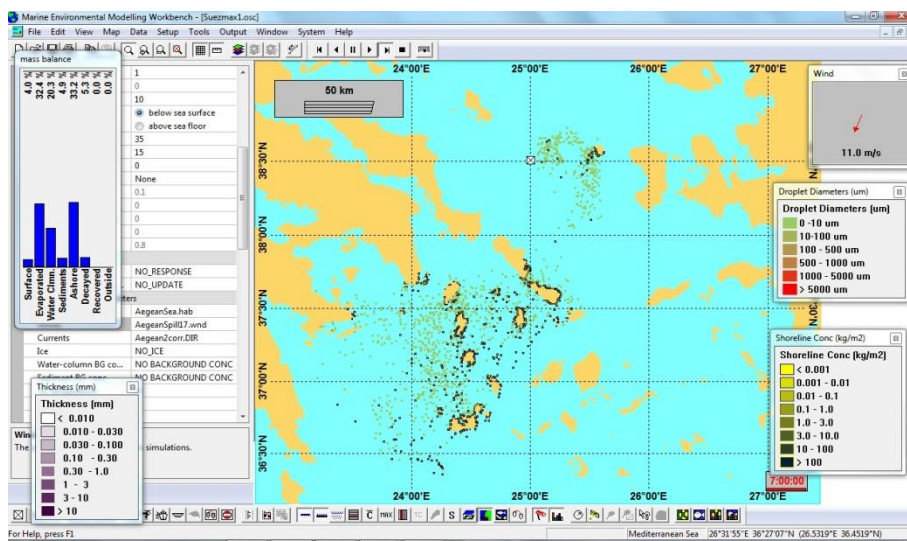 Marine Environmental Modelling Workbench - [Suezmax1.osc]
File Edit View Map Data Setup Tools Output Window System Help
mass balance
4.0 %
32.4 %
20.3 %
4.9 %
33.2 %
5.3 %
0.0 %
0.0 %
Surface
Evaporated
Water Clmn.
Sediments
Ashore
Decayed
Recovered
Outside
1
0
10
below sea surface
above sea floor
35
15
0
None
0.1
0
0
0
0.8
NO_RESPONSE
NO_UPDATE
AegeanSea.hab
AegeanSpill17.wnd
Currents Aegean2corr.DIR
Ice NO_ICE
Water-column BG co... NO BACKGROUND CONC
NO BACKGROUND CONC
simulations.
Thickness (mm)
Thickness (mm)
< 0.010
0.010 - 0.030
0.030 - 0.100
0.10 - 0.30
0.30 - 1.0
1 - 3
3 - 10
> 10
24°00'E 25°00'E 26°00'E 27°00'E
50 km
38°30'N
38°00'N
37°30'N
37°00'N
36°30'N
24°00'E 25°00'E 26°00'E 27°00'E
Wind
11.0 m/s
Droplet Diameters (um)
Droplet Diameters [um]
0 -10 um
10-100 um
100 - 500 um
500 - 1000 um
1000 - 5000 um
> 5000 um
Shoreline Conc (kg/m2)
Shoreline Conc [kg/m2]
< 0.001
0.001 - 0.01
0.01 - 0.1
0.1 - 1.0
1.0 - 3.0
3.0 - 10.0
10 - 100
> 100
7:00:00
For Help, press F1
Mediterranean Sea 26°31'55"E 36°27'07"N (26.5319°E 36.4519°N)